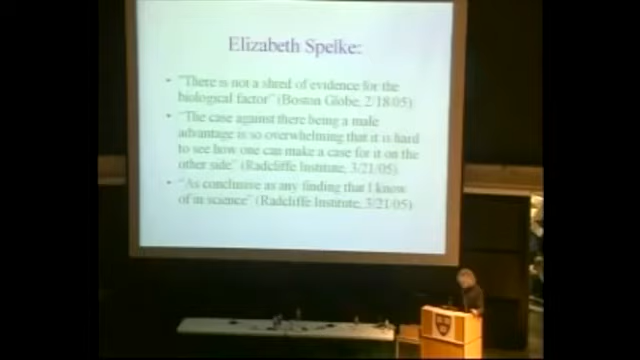 Elizabeth Spelke:
• "There is not a shred of evidence for the
biological factor" (Boston Globe, 2/18/05).
• "The case against there being a male
advantage is so overwhelming that it is hard
to see how one can make a case for it on the
other side" (Radcliffe Institute, 3/21/05).
• "As conclusive as any finding that I know
of in science" (Radcliffe Institute, 3/21/05)